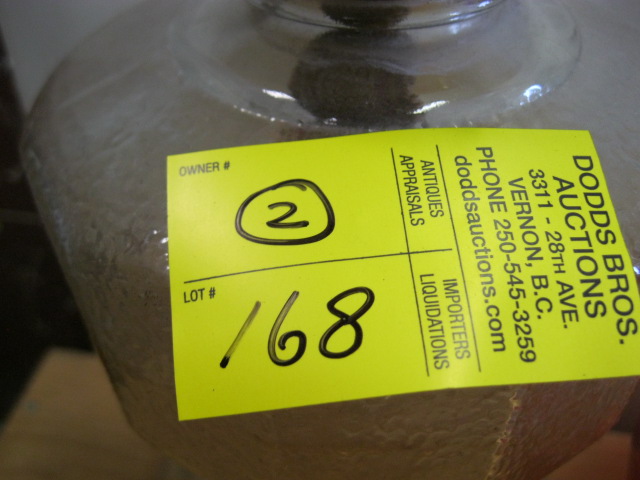 OWNER #
2
LOT #
168
DODDS BROS.
AUCTIONS
3311 - 28TH AVE.
VERNON, B.C.
PHONE 250-545-3259
doddsauctions.com
ANTIQUES
APPRAISALS
IMPORTERS
LIQUIDATIONS